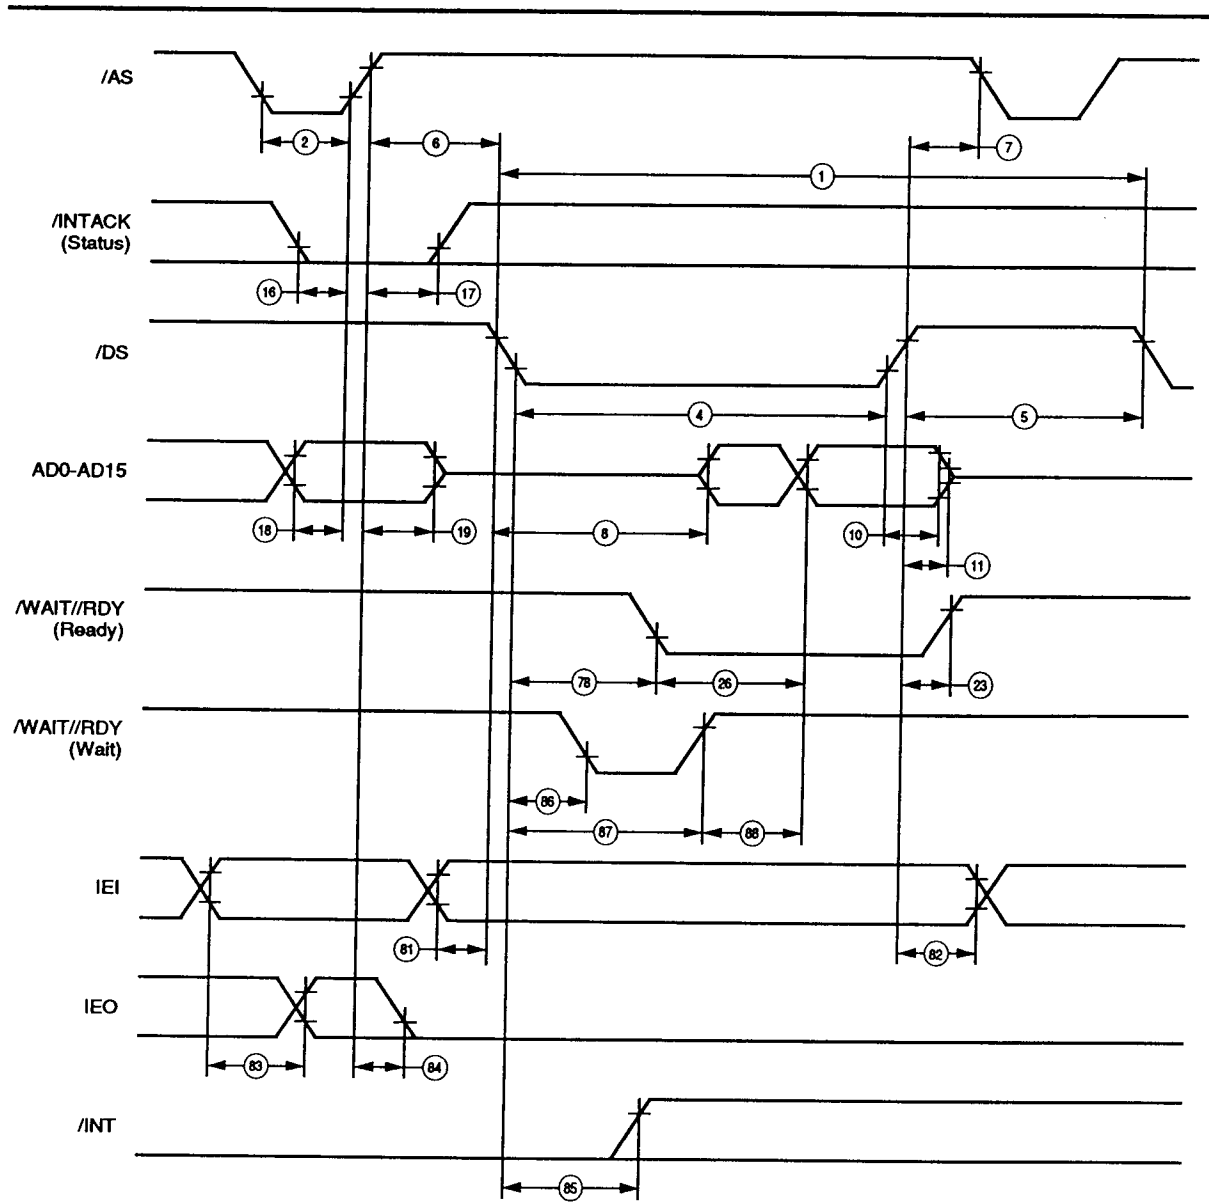 /AS
2
6
7
1
/INTACK
(Status)
16
17
/DS
4
5
AD0-AD15
18
19
8
10
11
/WAIT//RDY
(Ready)
78
26
23
/WAIT//RDY
(Wait)
86
87
88
IEI
81
82
IEO
83
84
/INT
85